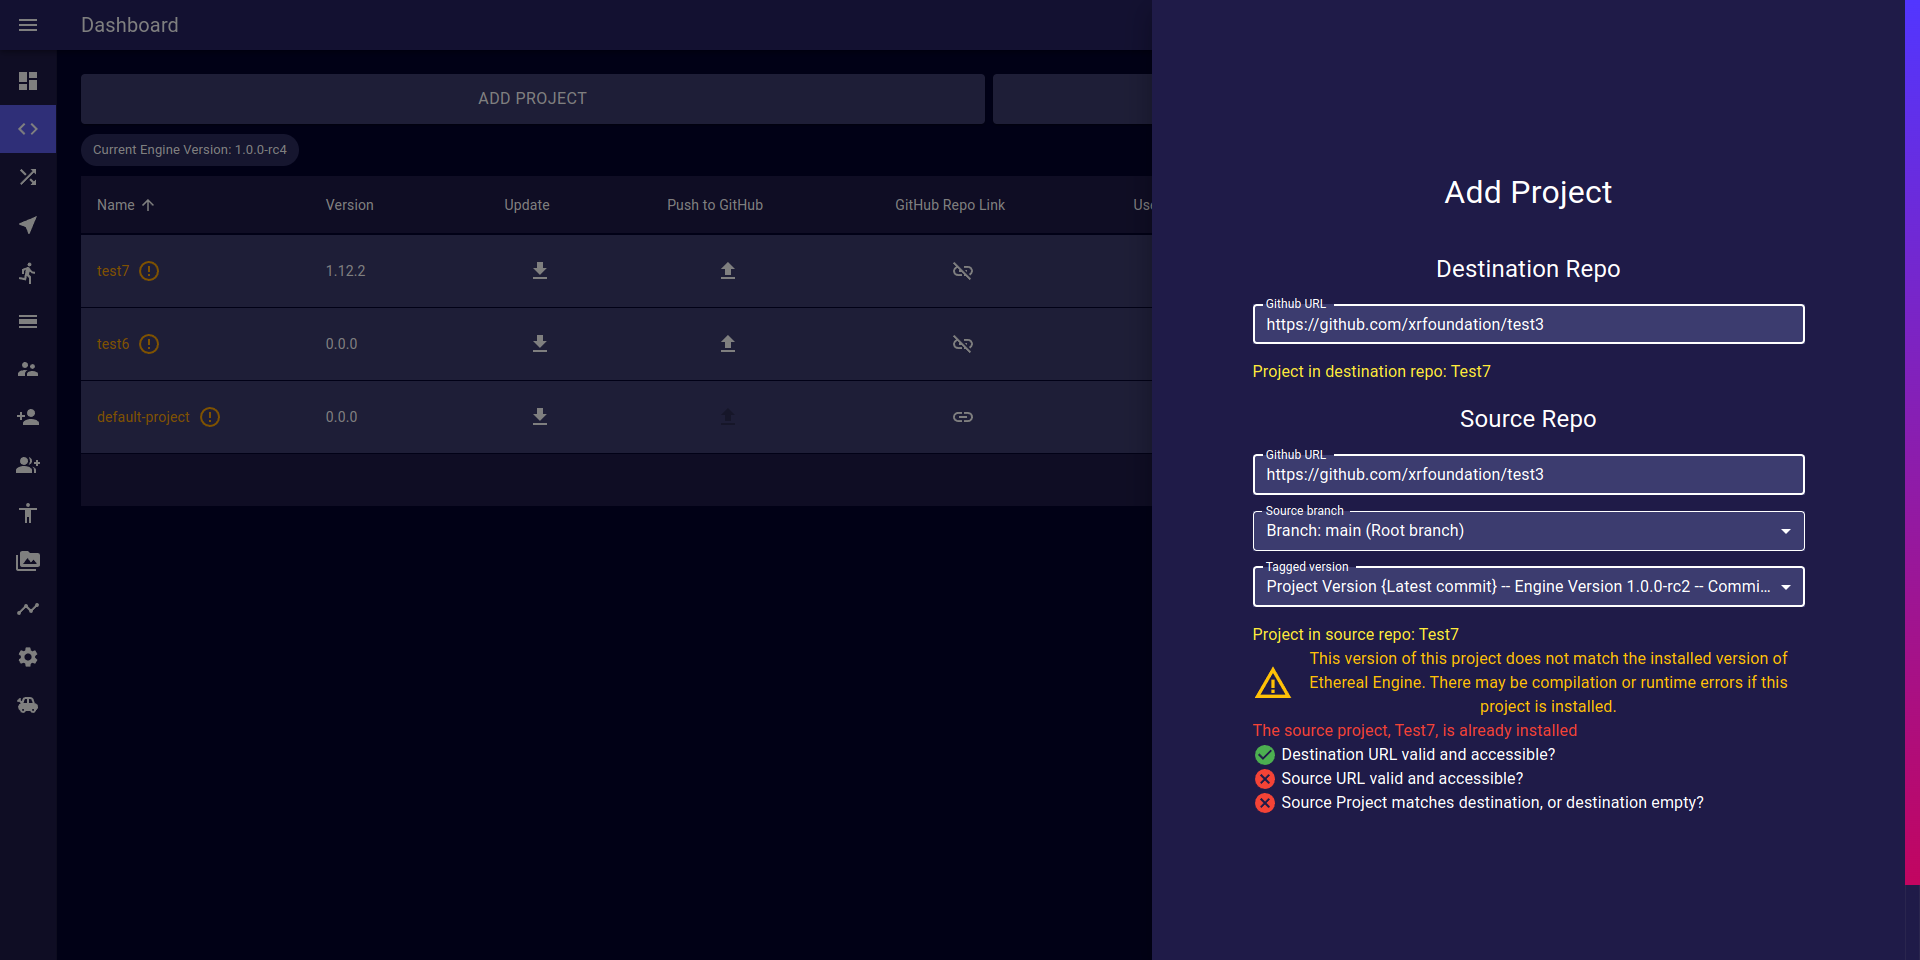 Dashboard
ADD PROJECT
Current Engine Version: 1.0.0-rc4
Name Version Update Push to GitHub GitHub Repo Link
test7 1.12.2
test6 0.0.0
default-project 0.0.0
Add Project
Destination Repo
Github URL
https://github.com/xrfoundation/test3
Project in destination repo: Test7
Source Repo
Github URL
https://github.com/xrfoundation/test3
Source branch
Branch: main (Root branch)
Tagged version
Project Version {Latest commit} -- Engine Version 1.0.0-rc2 -- Commi...
Project in source repo: Test7
This version of this project does not match the installed version of
Ethereal Engine. There may be compilation or runtime errors if this
project is installed.
The source project, Test7, is already installed
Destination URL valid and accessible?
Source URL valid and accessible?
Source Project matches destination, or destination empty?